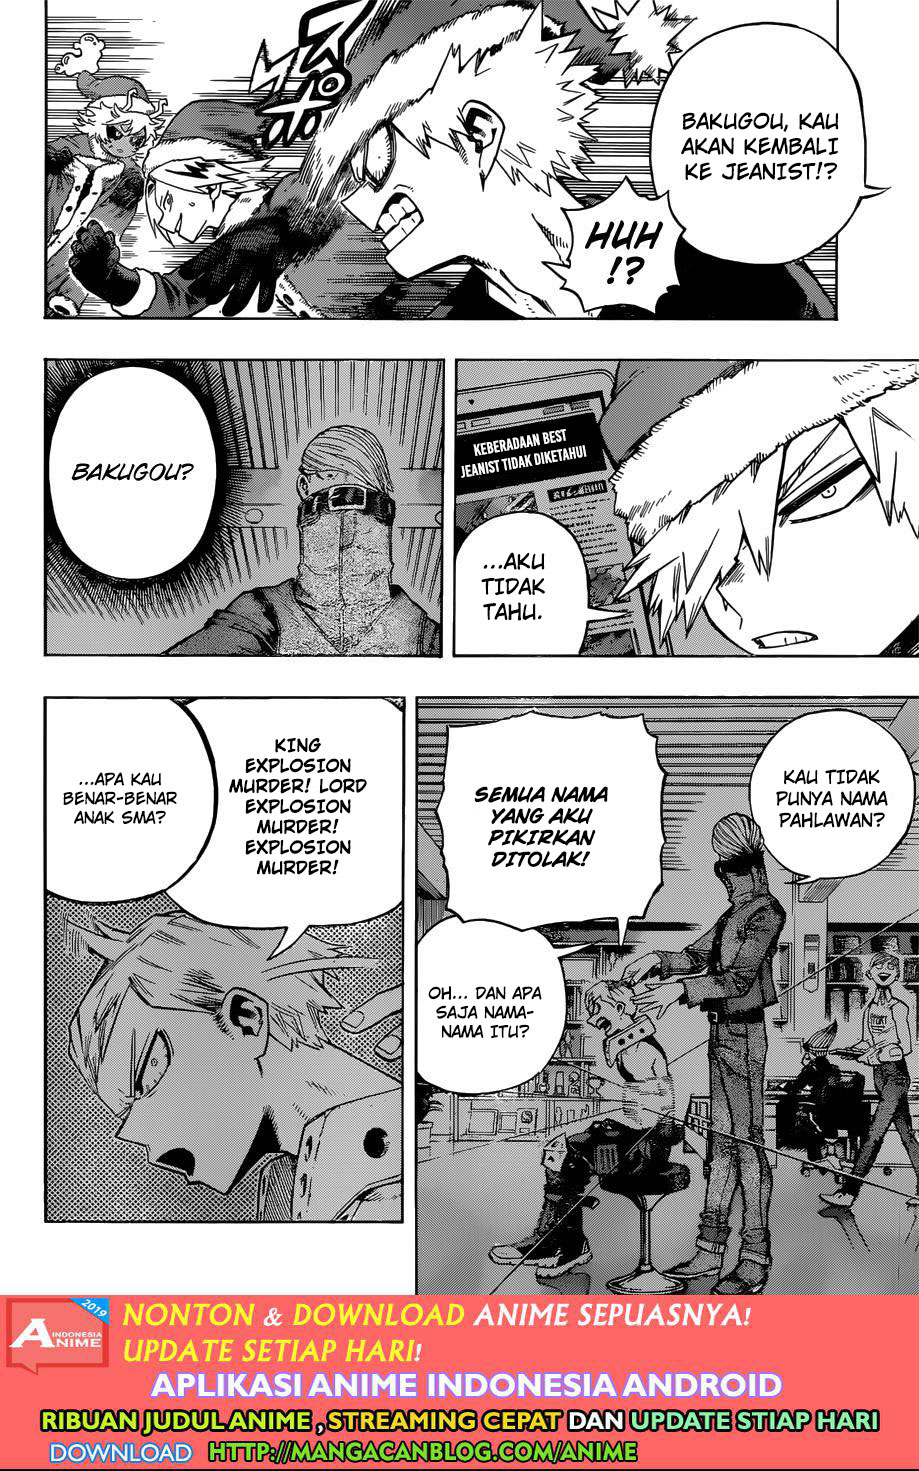 BAKUGOU, KAU
AKAN KEMBALI
KE JEANIST!?
HUH
!?
KEBERADAAN BEST
JEANIST TIDAK DIKETAHUI
...AKU
TIDAK
TAHU.
BAKUGOU?
KAU TIDAK
PUNYA NAMA
PAHLAWAN?
SEMUA NAMA
YANG AKU
PIKIRKAN
DITOLAK!
OH... DAN APA
SAJA NAMA-
NAMA ITU?
KING
EXPLOSION
MURDER! LORD
EXPLOSION
MURDER!
EXPLOSION
MURDER!
...APA KAU
BENAR-BENAR
ANAK SMA?
2019
INDONESIA
ANIME
NONTON & DOWNLOAD ANIME SEPUASNYA!
UPDATE SETIAP HARI!
APLIKASI ANIME INDONESIA ANDROID
RIBUAN JUDUL ANIME , STREAMING CEPAT DAN UPDATE STIAP HARI
DOWNLOAD HTTP://MANGACANBLOG.COM/ANIME